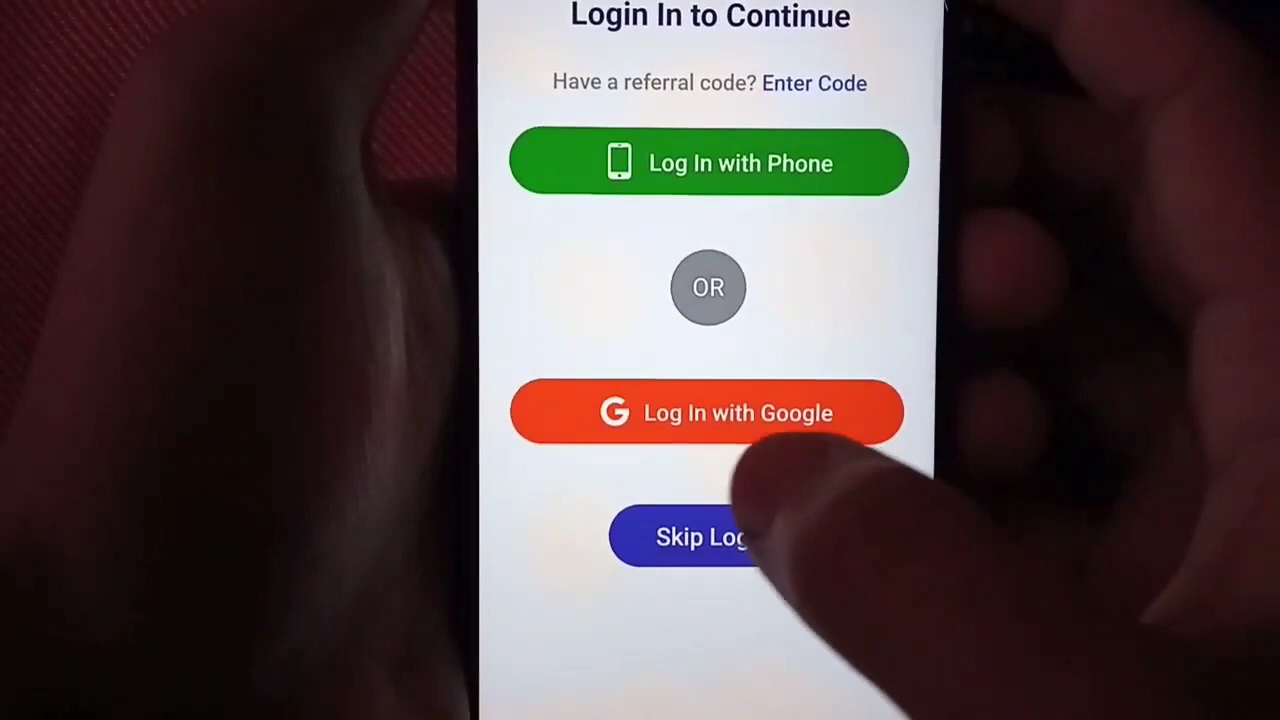 Login In to Continue
Have a referral code? Enter Code
Log In with Phone
OR
Log In with Google
Skip